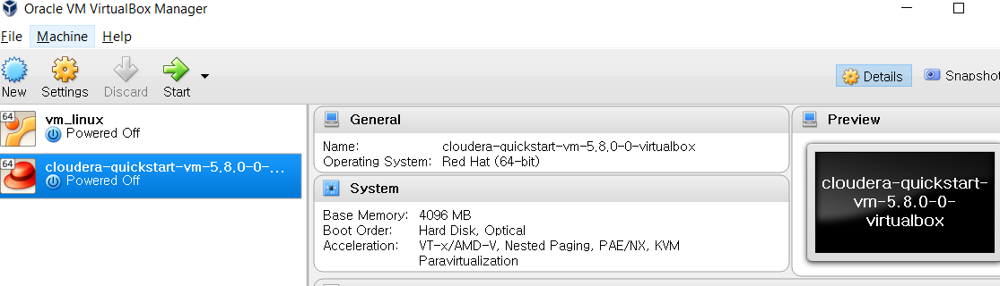 Oracle VM VirtualBox Manager
File Machine Help
New Settings Discard Start Details Snapshot
64 vm_linux
Powered Off
64 cloudera-quickstart-vm-5.8.0-0-...
Powered Off
General
Name: cloudera-quickstart-vm-5.8.0-0-virtualbox
Operating System: Red Hat (64-bit)
System
Base Memory: 4096 MB
Boot Order: Hard Disk, Optical
Acceleration: VT-x/AMD-V, Nested Paging, PAE/NX, KVM
Paravirtualization
Preview
cloudera-quickstart-
vm-5.8.0-0-
virtualbox